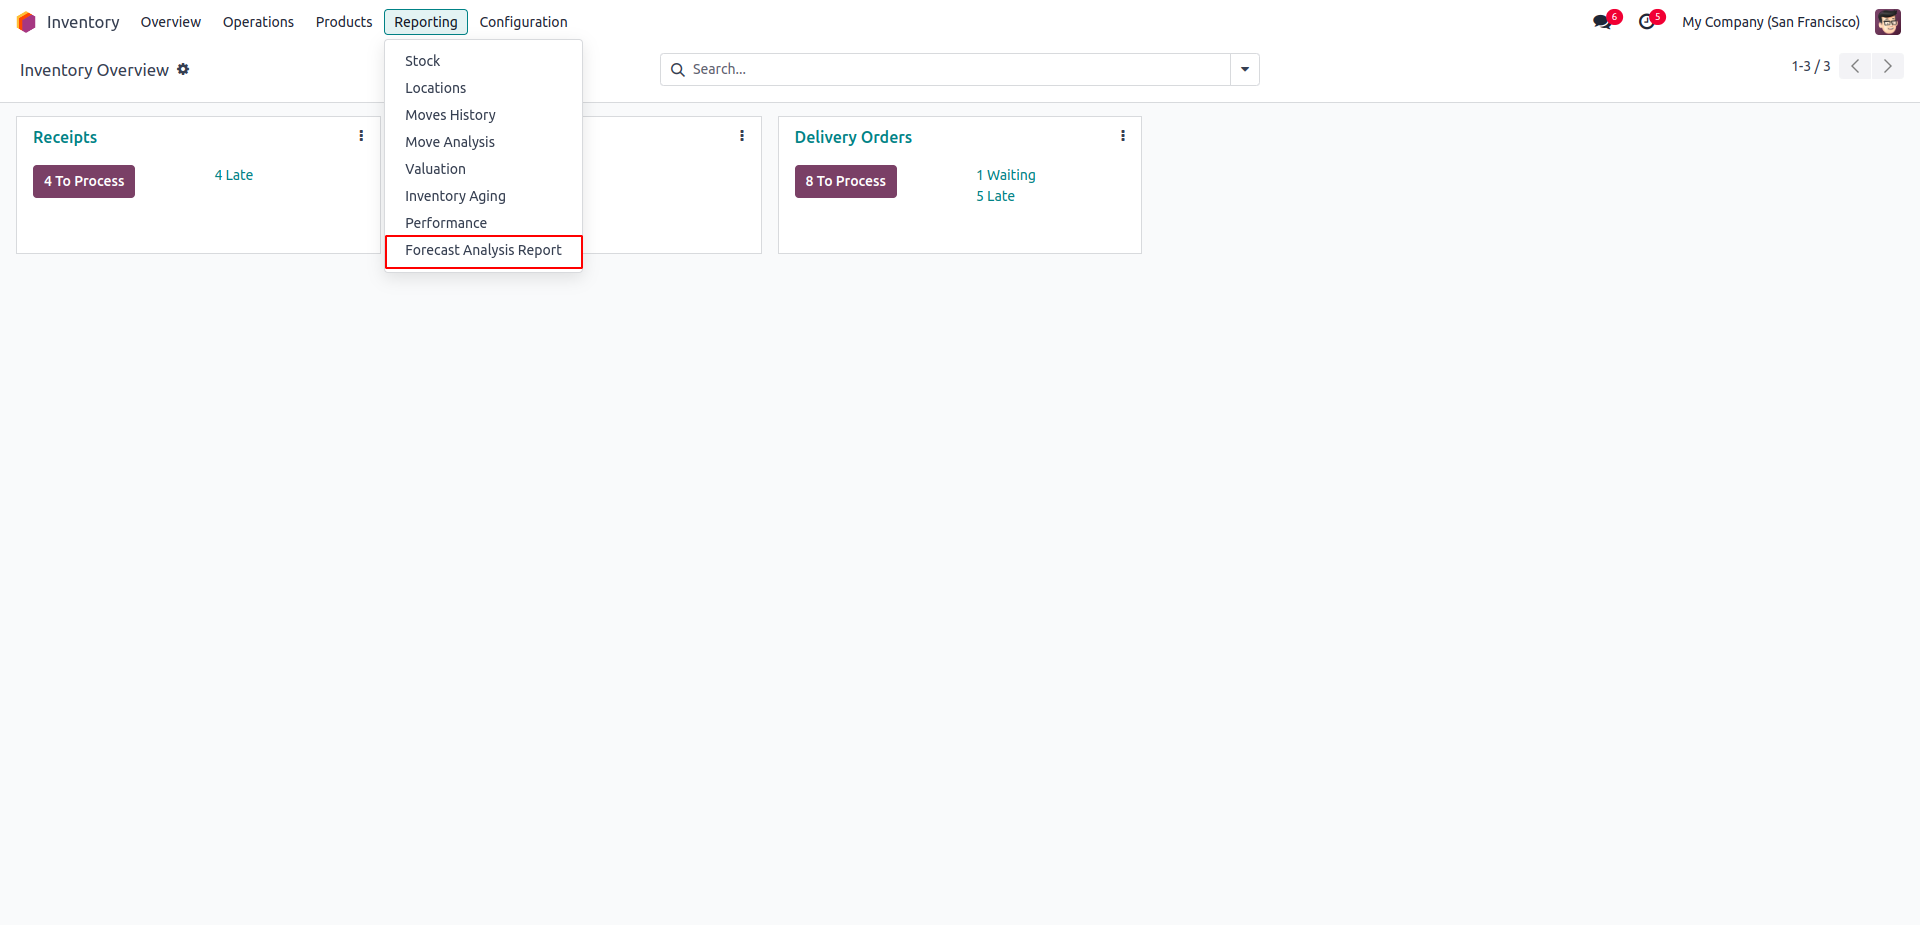 Inventory Overview Operations Products Reporting Configuration 6 5 My Company (San Francisco)
Inventory Overview Search... 1-3 / 3
Stock
Locations
Moves History
Move Analysis
Valuation
Inventory Aging
Performance
Forecast Analysis Report
Receipts
4 To Process 4 Late
Delivery Orders
8 To Process 1 Waiting
5 Late